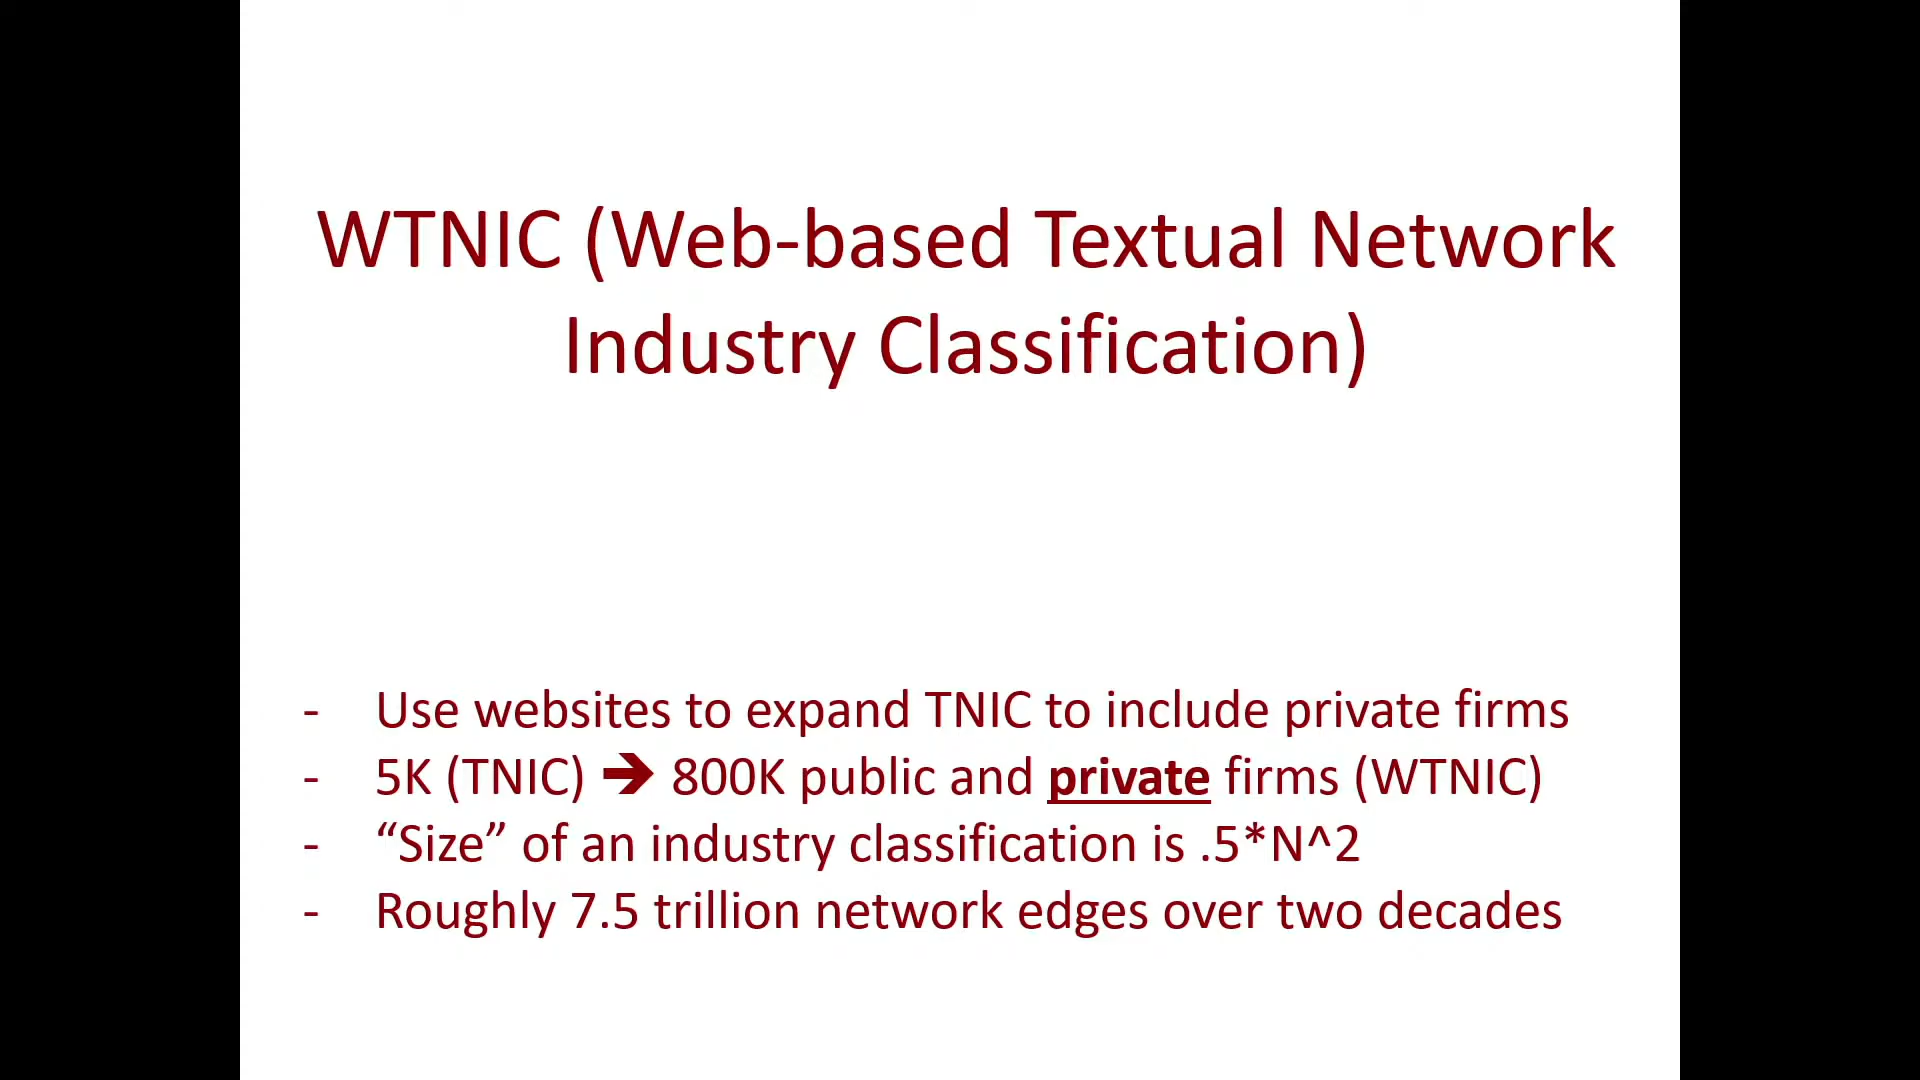 WTNIC (Web-based Textual Network
Industry Classification)
- Use websites to expand TNIC to include private firms
- 5K (TNIC) ➔ 800K public and private firms (WTNIC)
- “Size” of an industry classification is .5*N^2
- Roughly 7.5 trillion network edges over two decades